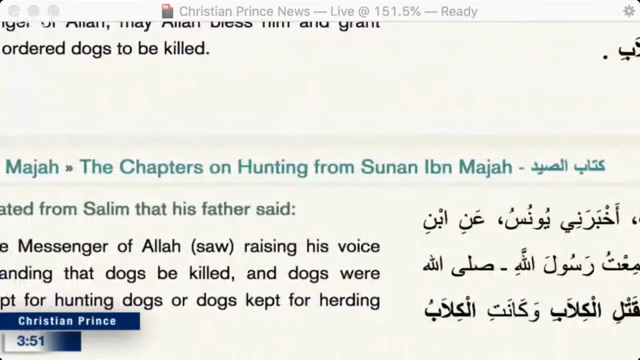 Christian Prince News — Live @ 151.5% — Ready
nger of Allah, may Allah bless him and grant
ordered dogs to be killed.
Majah » The Chapters on Hunting from Sunan Ibn Majah - كتاب الصيد
ated from Salim that his father said:
e Messenger of Allah (saw) raising his voice
anding that dogs be killed, and dogs were
pt for hunting dogs or dogs kept for herding
أَخْبَرَنِي يُونُسُ، عَنِ ابْنِ
رَسُولَ اللَّهِ ـ صلى الله
الْكِلاَبِ وَكَانَتِ الْكِلاَبُ
Christian Prince
3:51